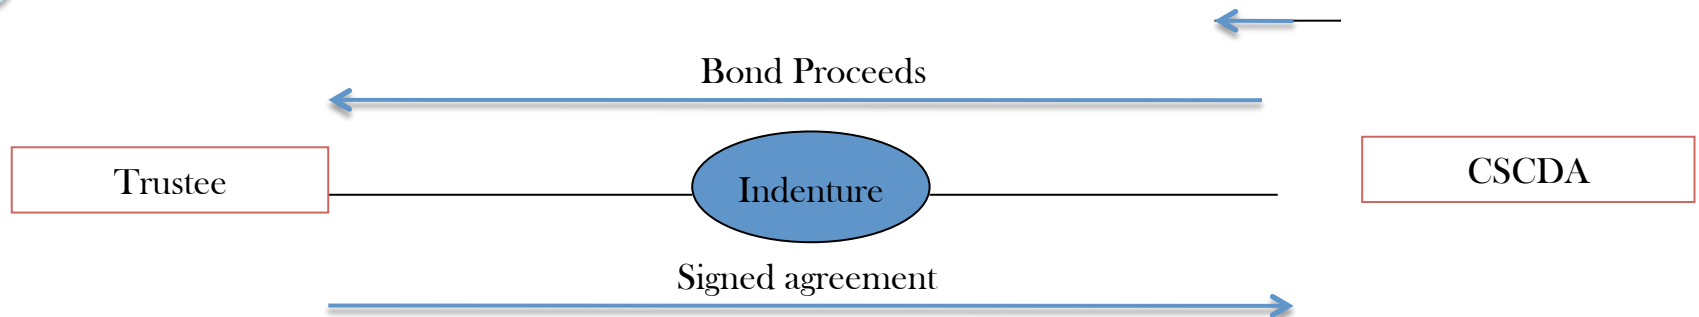 Bond Proceeds
Trustee
Indenture
CSCDA
Signed agreement